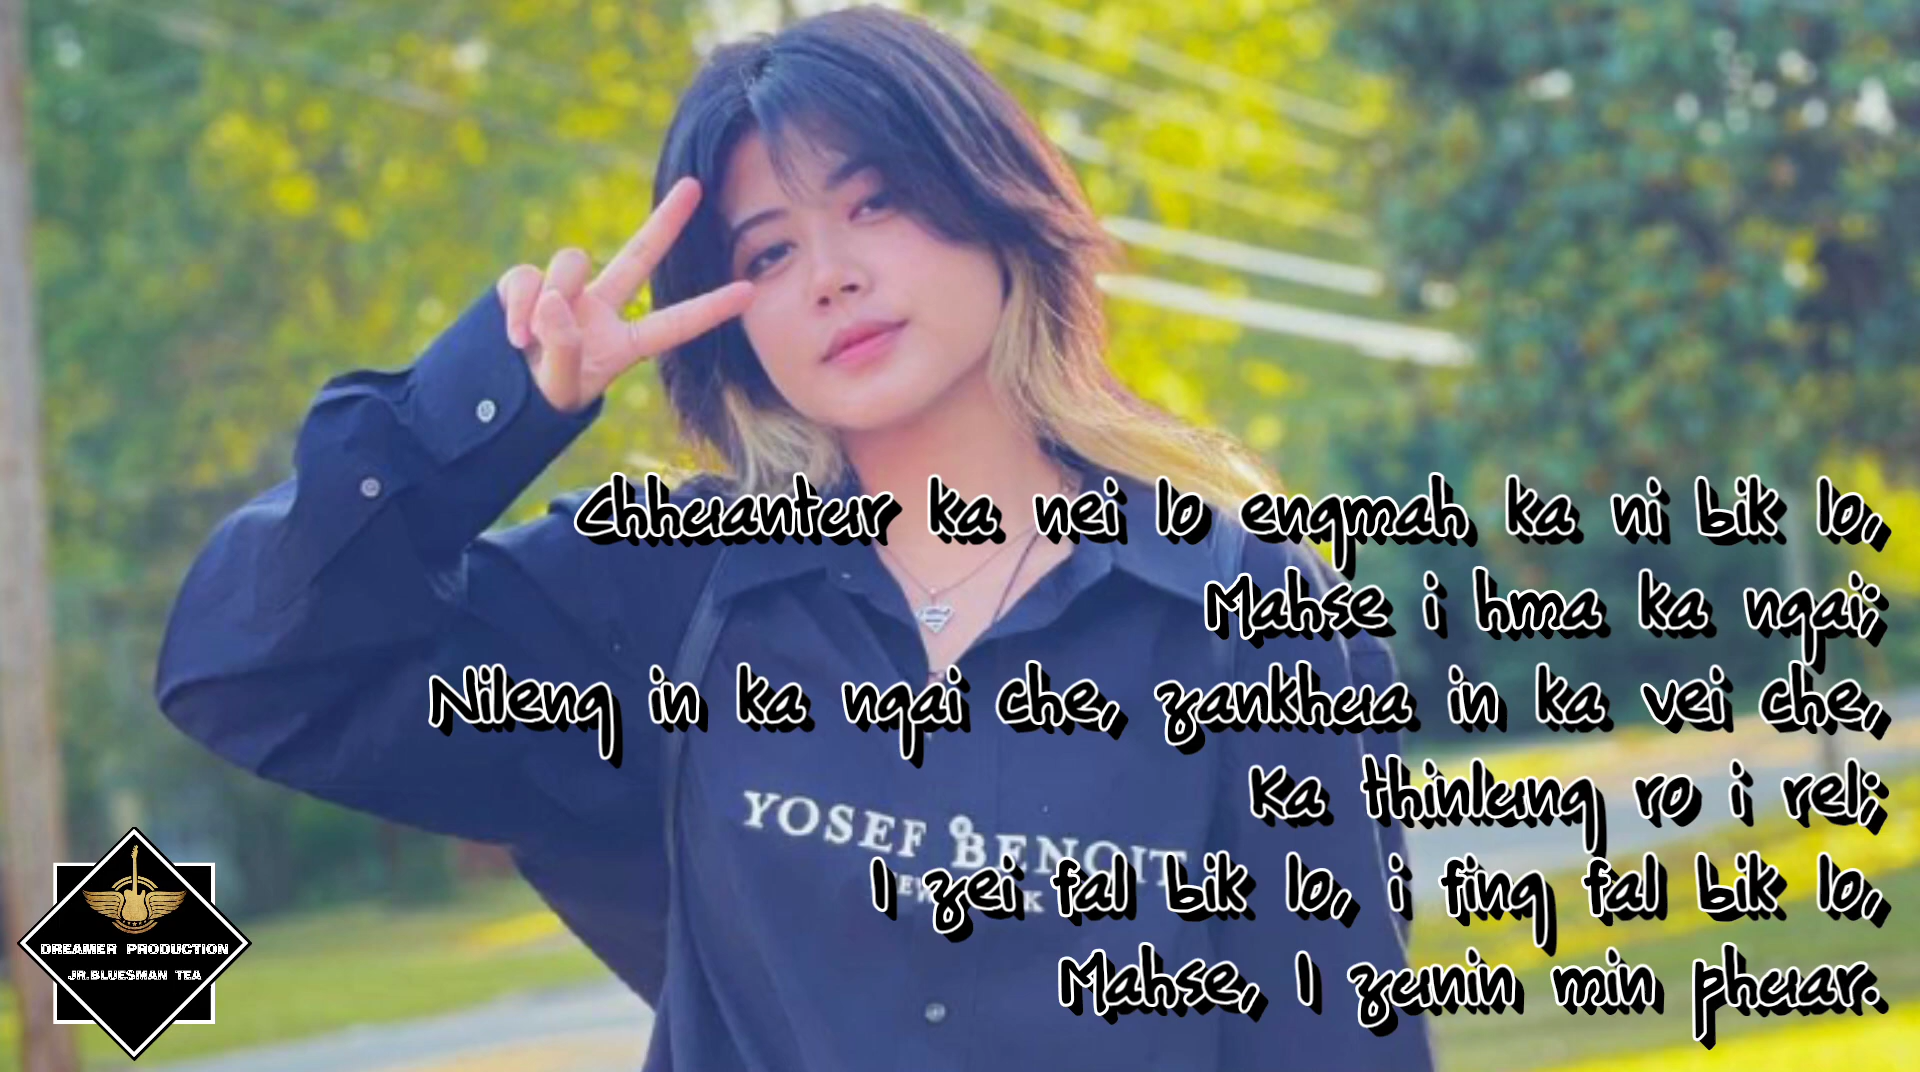 Chhuantur ka nei lo engmah ka ni bik lo,
Mahse i hma ka ngai;
Nileng in ka ngai che, zankhua in ka vei che,
Ka thinlung ro i rel;
I zei fal bik lo, i fing fal bik lo,
Mahse, I zunin min phuar.
YOSEF BENOIT
DREAMER PRODUCTION
JR.BLUESMAN TEA